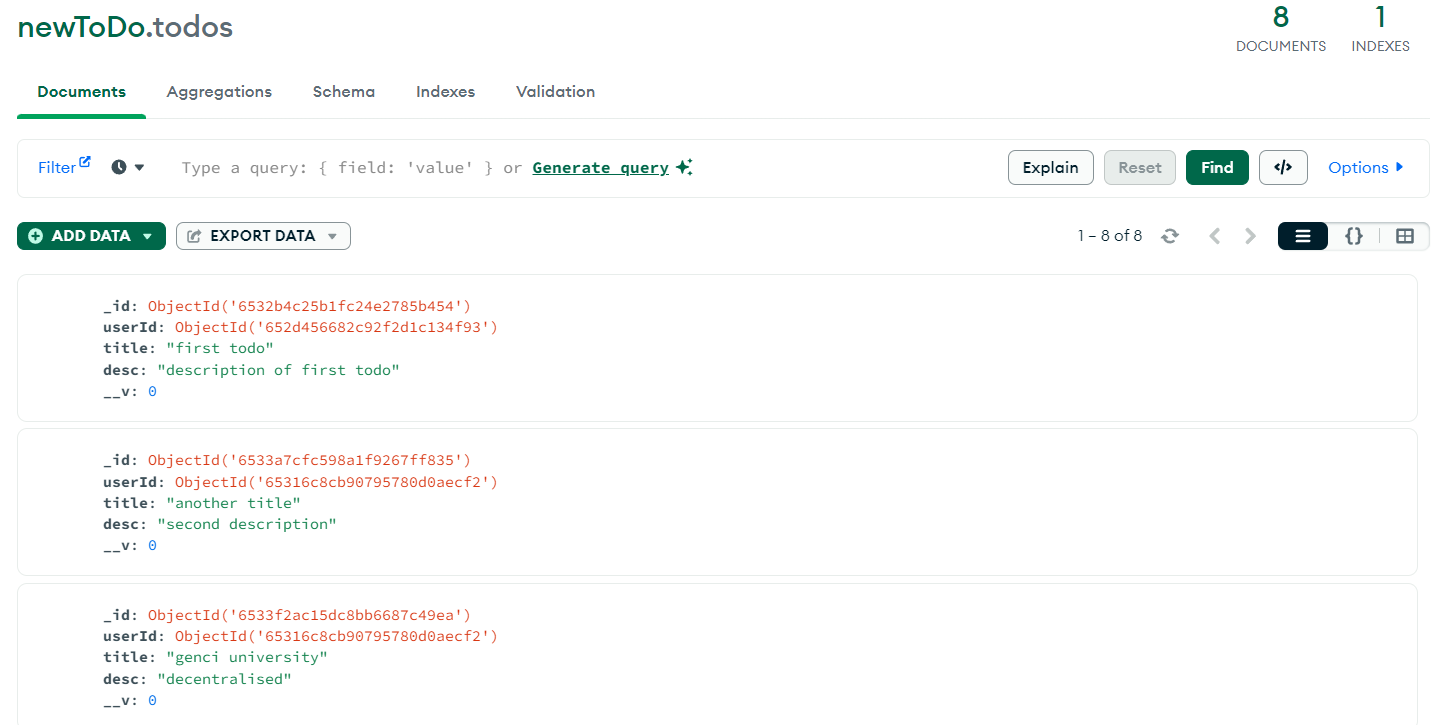 newToDo.todos
8
DOCUMENTS
1
INDEXES
Documents Aggregations Schema Indexes Validation
Filter Type a query: { field: 'value' } or Generate query Explain Reset Find </> Options
ADD DATA EXPORT DATA 1 – 8 of 8 {}
_id: ObjectId('6532b4c25b1fc24e2785b454')
userId: ObjectId('652d456682c92f2d1c134f93')
title: "first todo"
desc: "description of first todo"
__v: 0
_id: ObjectId('6533a7cfc598a1f9267ff835')
userId: ObjectId('65316c8cb90795780d0aecf2')
title: "another title"
desc: "second description"
__v: 0
_id: ObjectId('6533f2ac15dc8bb6687c49ea')
userId: ObjectId('65316c8cb90795780d0aecf2')
title: "genci university"
desc: "decentralised"
__v: 0